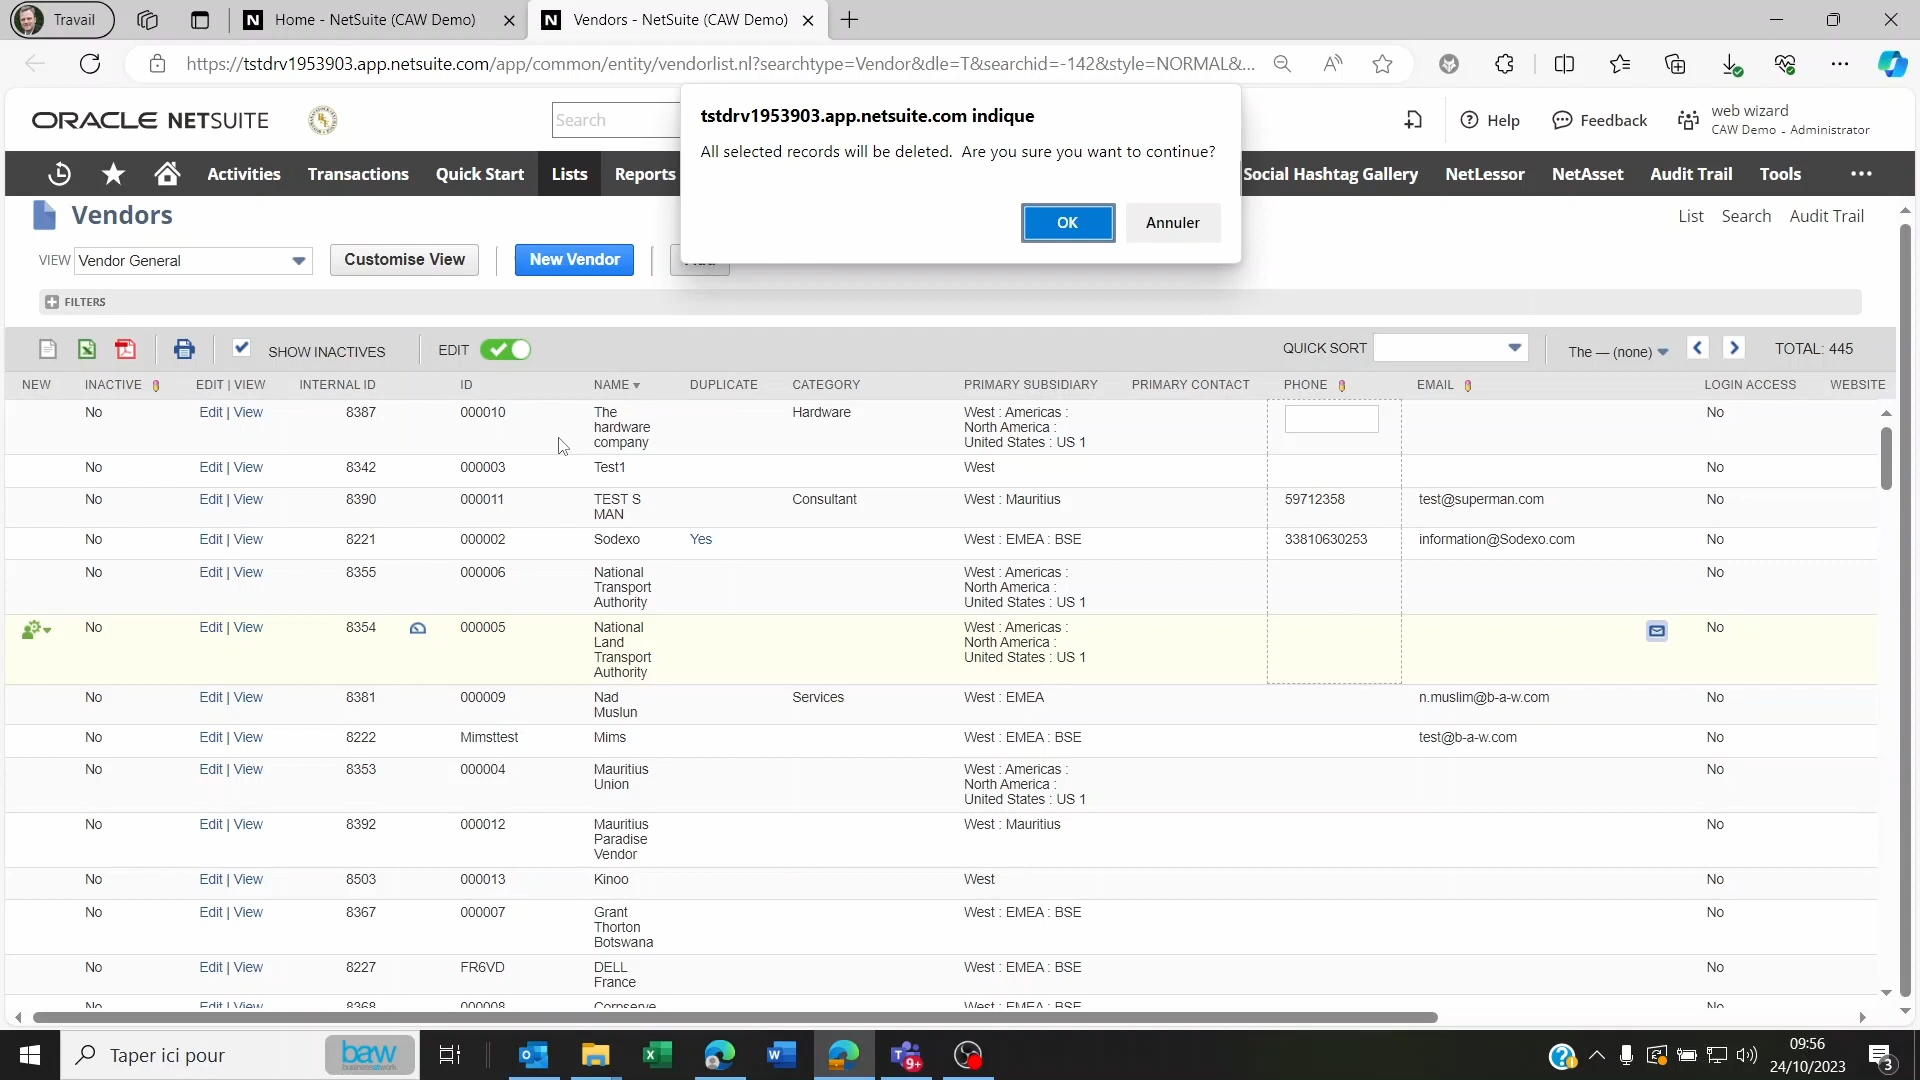 Travail
Home - NetSuite (CAW Demo)
Vendors - NetSuite (CAW Demo)
https://tstdrv1953903.app.netsuite.com/app/common/entity/vendorlist.nl?searchtype=Vendor&dle=T&searchid=-142&style=NORMAL&...
ORACLE NETSUITE
Search
Help
Feedback
web wizard
CAW Demo - Administrator
tstdrv1953903.app.netsuite.com indique
All selected records will be deleted. Are you sure you want to continue?
OK
Annuler
Activities
Transactions
Quick Start
Lists
Reports
Social Hashtag Gallery
NetLessor
NetAsset
Audit Trail
Tools
Vendors
List
Search
Audit Trail
VIEW
Vendor General
Customise View
New Vendor
FILTERS
SHOW INACTIVES
EDIT
QUICK SORT
The — (none)
TOTAL: 445
NEW INACTIVE EDIT | VIEW INTERNAL ID ID NAME DUPLICATE CATEGORY PRIMARY SUBSIDIARY PRIMARY CONTACT PHONE EMAIL LOGIN ACCESS WEBSITE
No Edit | View 8387 000010 The Hardware West : Americas : No
hardware North America :
company United States : US 1
No Edit | View 8342 000003 Test1 West No
No Edit | View 8390 000011 TEST S Consultant West : Mauritius 59712358 test@superman.com No
MAN
No Edit | View 8221 000002 Sodexo Yes West : EMEA : BSE 33810630253 information@Sodexo.com No
No Edit | View 8355 000006 National West : Americas : No
Transport North America :
Authority United States : US 1
No Edit | View 8354 000005 National West : Americas : No
Land North America :
Transport United States : US 1
Authority
No Edit | View 8381 000009 Nad Services West : EMEA n.muslim@b-a-w.com No
Muslun
No Edit | View 8222 Mimsttest Mims West : EMEA : BSE test@b-a-w.com No
No Edit | View 8353 000004 Mauritius West : Americas : No
Union North America :
United States : US 1
No Edit | View 8392 000012 Mauritius West : Mauritius No
Paradise
Vendor
No Edit | View 8503 000013 Kinoo West No
No Edit | View 8367 000007 Grant West : EMEA : BSE No
Thorton
Botswana
No Edit | View 8227 FR6VD DELL West : EMEA : BSE No
France
No Edit | View 8368 000008 Corpserve West : EMEA : BSE No
Taper ici pour
baw
9+
09:56
24/10/2023
3